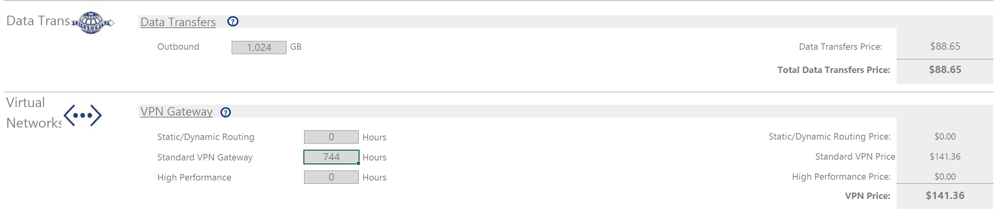 Data Trans
Data Transfers ?
Outbound 1,024 GB Data Transfers Price: $88.65
Total Data Transfers Price: $88.65
Virtual
Networks
VPN Gateway ?
Static/Dynamic Routing 0 Hours Static/Dynamic Routing Price: $0.00
Standard VPN Gateway 744 Hours Standard VPN Price $141.36
High Performance 0 Hours High Performance Price: $0.00
VPN Price: $141.36